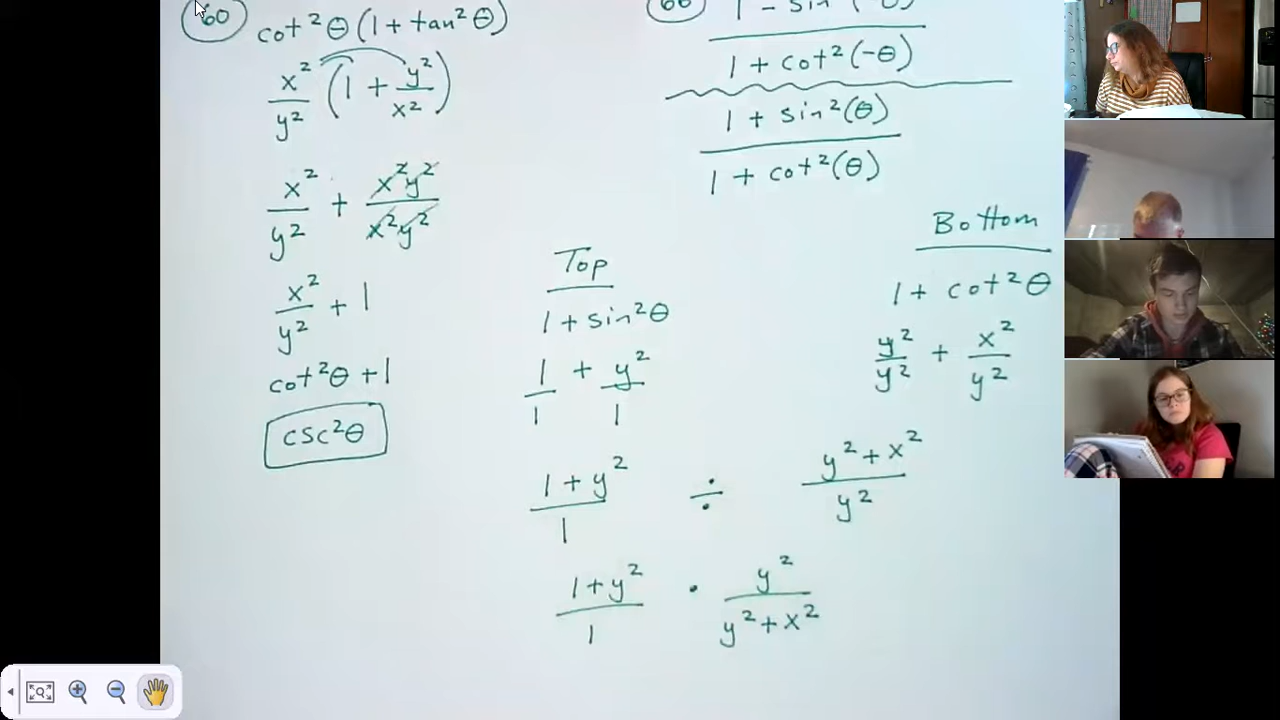 60 cot²θ(1 + tan²θ)
x²/y² (1 + y²/x²)
x²/y² + x²y²/x²y²
x²/y² + 1
cot²θ + 1
csc²θ
66 1 - sin
1 + cot²(-θ)
1 + sin²(θ)
1 + cot²(θ)
Top
1 + sin²θ
1/1 + y²/1
1 + y²/1 ÷ y² + x²/y²
1 + y²/1 · y²/y² + x²
Bottom
1 + cot²θ
y²/y² + x²/y²